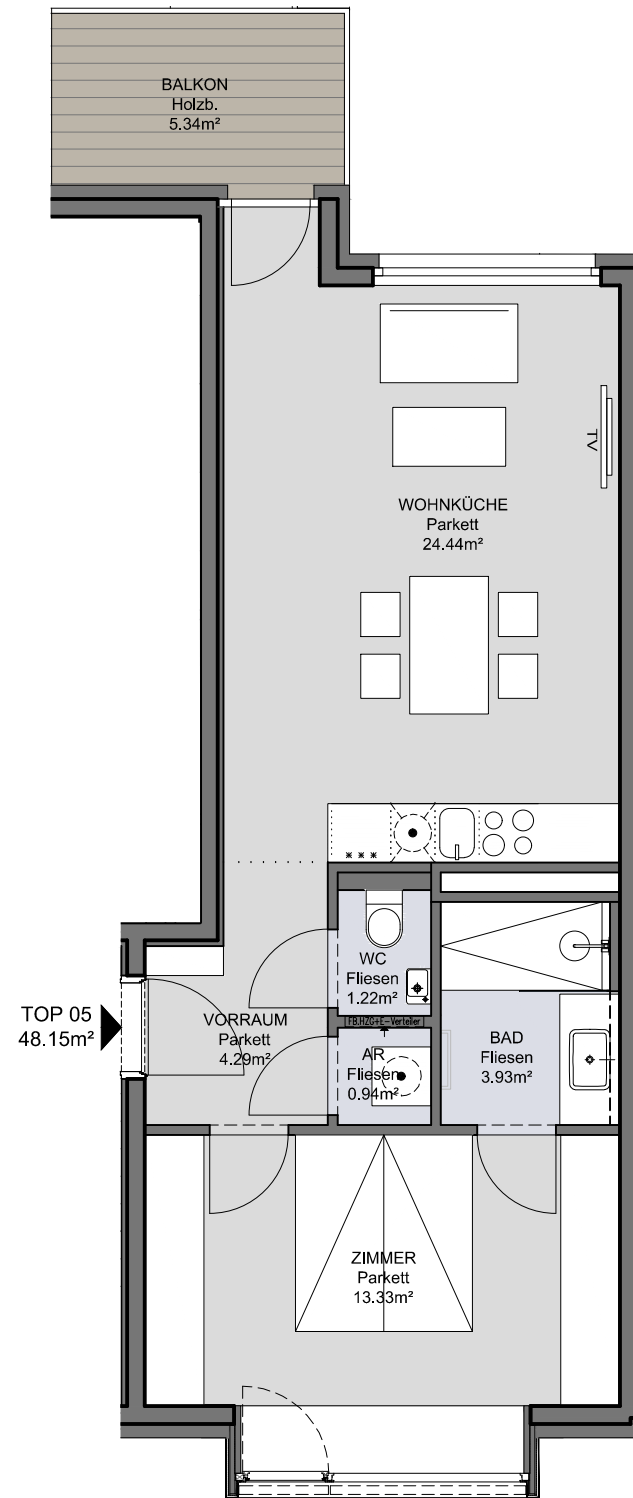 BALKON
Holzb.
5.34m²
TV
WOHNKÜCHE
Parkett
24.44m²
WC
Fliesen
1.22m²
TOP 05
48.15m²
VORRAUM
Parkett
4.29m²
FB.HZG+E-Verteiler
AR
Fliesen
0.94m²
BAD
Fliesen
3.93m²
ZIMMER
Parkett
13.33m²